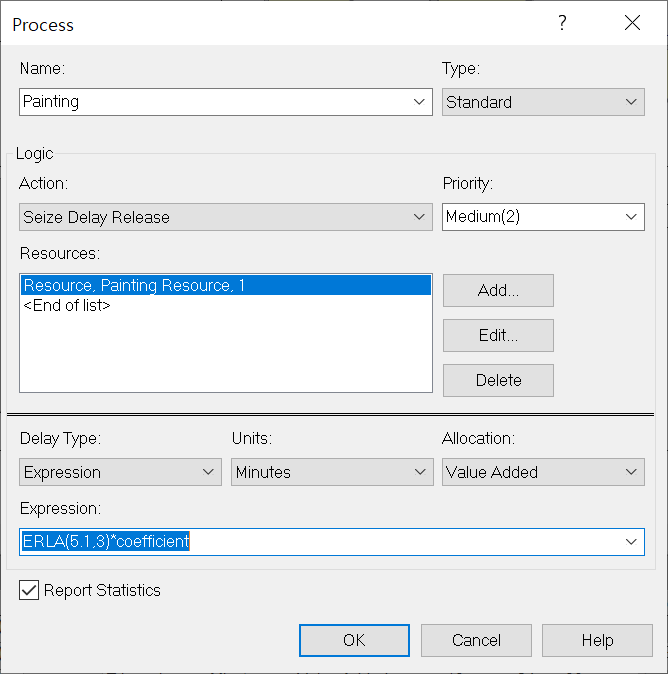 Process
Name: Type:
Painting Standard
Logic
Action: Priority:
Seize Delay Release Medium(2)
Resources:
Resource, Painting Resource, 1
<End of list>
Add...
Edit...
Delete
Delay Type: Units: Allocation:
Expression Minutes Value Added
Expression:
ERLA(5.1,3)*coefficient
Report Statistics
OK Cancel Help